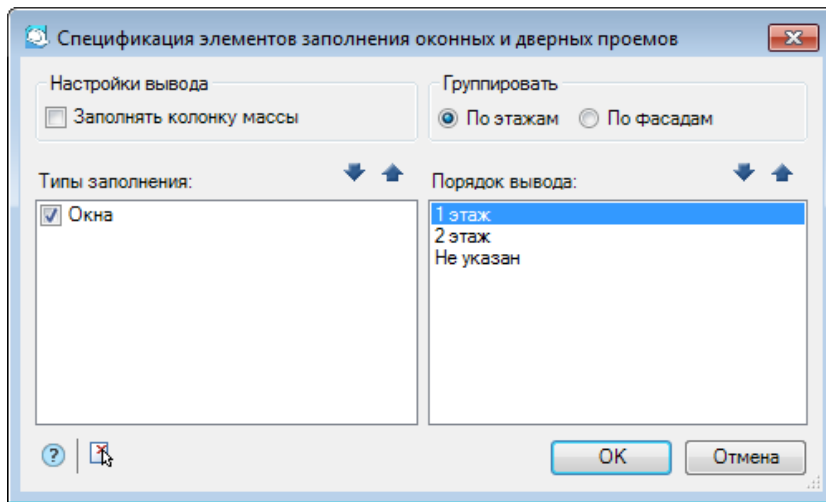 Спецификация элементов заполнения оконных и дверных проемов
Настройки вывода
Заполнять колонку массы
Группировать
По этажам
По фасадам
Типы заполнения:
Окна
Порядок вывода:
1 этаж
2 этаж
Не указан
?
OK
Отмена